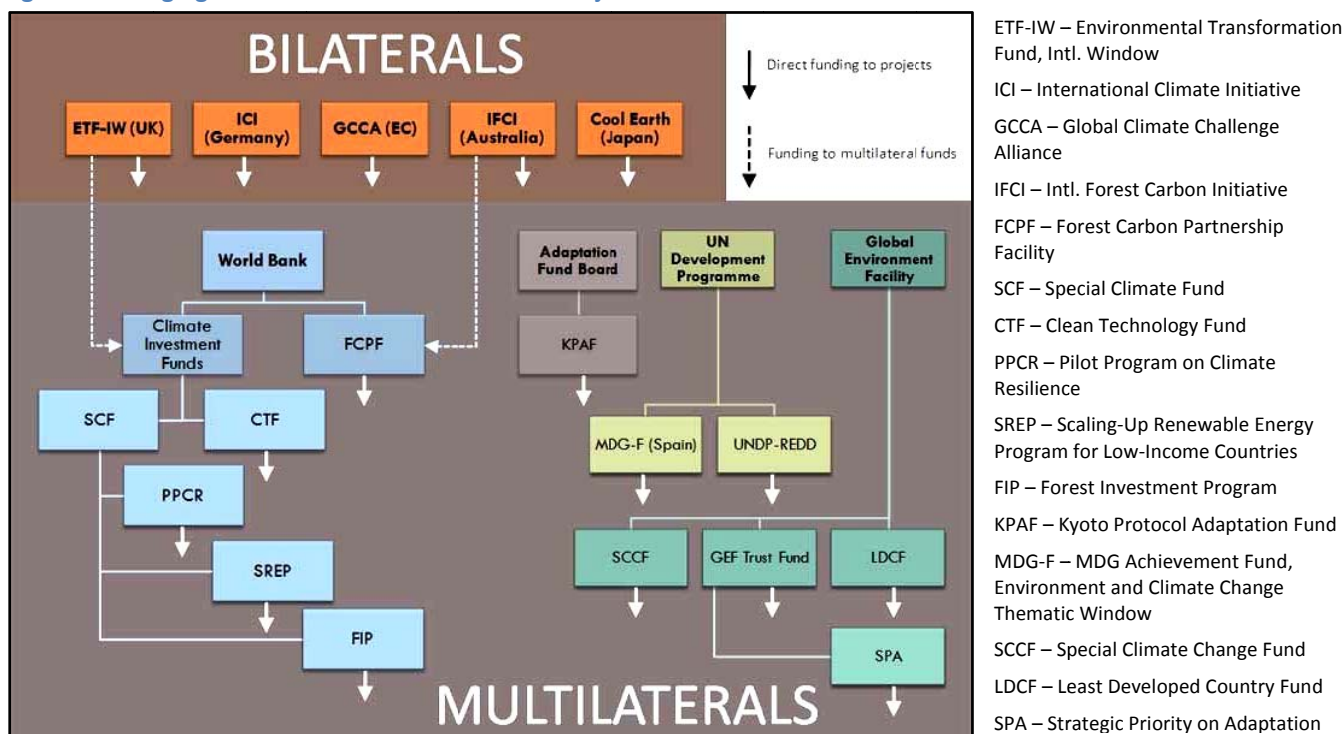 BILATERALS
Direct funding to projects
Funding to multilateral funds
ETF-IW (UK)
ICI
(Germany)
GCCA (EC)
IFCI
(Australia)
Cool Earth
(Japan)
World Bank
Adaptation
Fund Board
UN
Development
Programme
Global
Environment
Facility
Climate
Investment
Funds
FCPF
KPAF
SCF
CTF
MDG-F (Spain)
UNDP-REDD
PPCR
SREP
FIP
SCCF
GEF Trust Fund
LDCF
SPA
MULTILATERALS
ETF-IW – Environmental Transformation
Fund, Intl. Window
ICI – International Climate Initiative
GCCA – Global Climate Challenge
Alliance
IFCI – Intl. Forest Carbon Initiative
FCPF – Forest Carbon Partnership
Facility
SCF – Special Climate Fund
CTF – Clean Technology Fund
PPCR – Pilot Program on Climate
Resilience
SREP – Scaling-Up Renewable Energy
Program for Low-Income Countries
FIP – Forest Investment Program
KPAF – Kyoto Protocol Adaptation Fund
MDG-F – MDG Achievement Fund,
Environment and Climate Change
Thematic Window
SCCF – Special Climate Change Fund
LDCF – Least Developed Country Fund
SPA – Strategic Priority on Adaptation